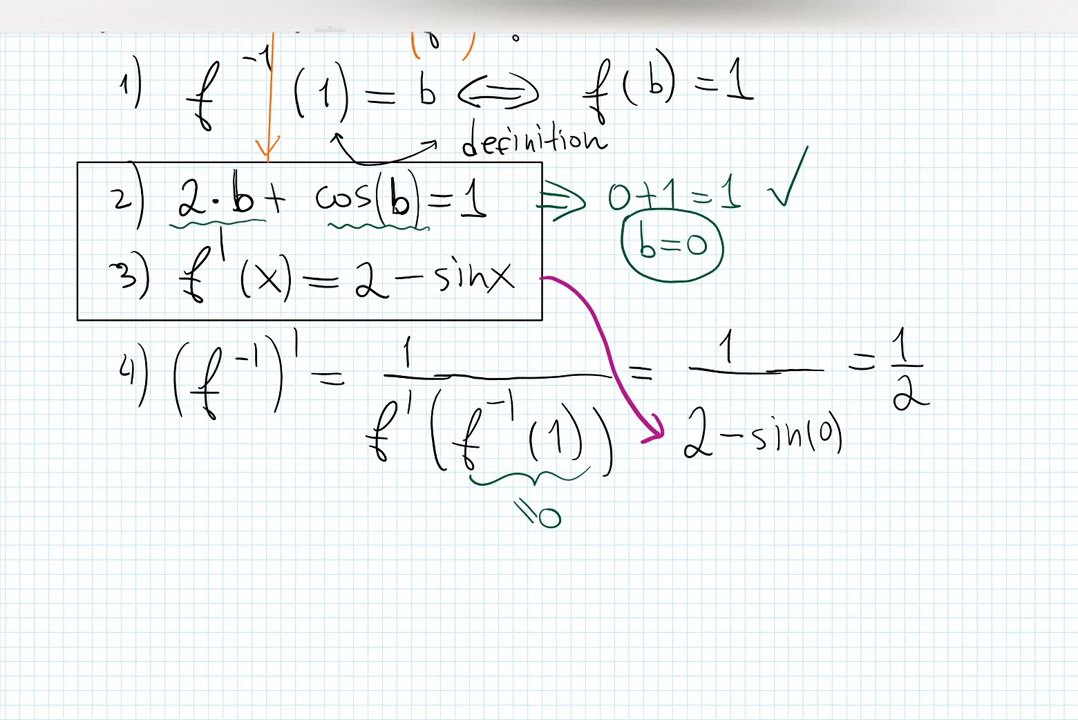 1) f⁻¹(1) = b ⟺ f(b) = 1
definition
2) 2·b + cos(b) = 1 ⇒ 0+1=1 ✓
b=0
3) f'(x) = 2 − sinx
4) (f⁻¹)' = 1/f'(f⁻¹(1)) = 1/2−sin(0) = 1/2
0